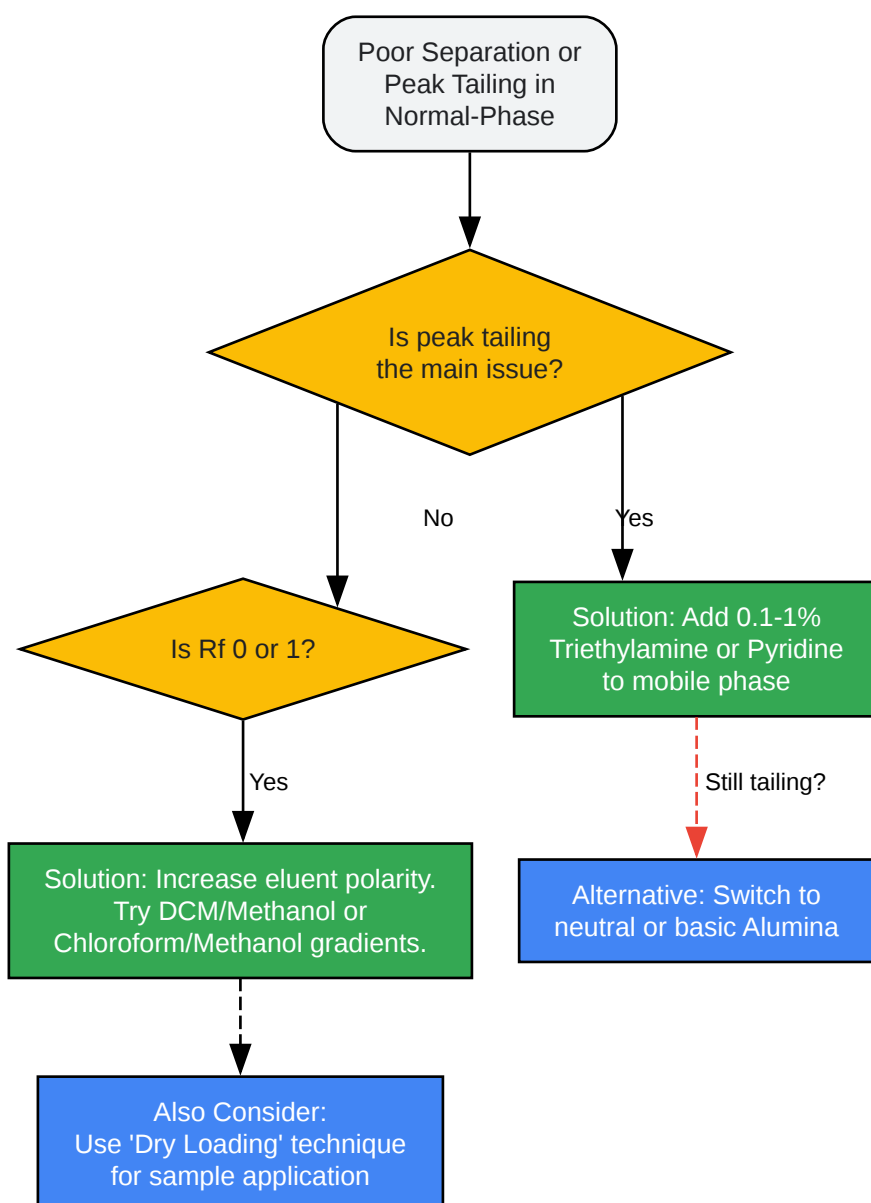 Poor Separation or
Peak Tailing in
Normal-Phase
Is peak tailing
the main issue?
No
Yes
Is Rf 0 or 1?
Solution: Add 0.1-1%
Triethylamine or Pyridine
to mobile phase
Yes
Still tailing?
Solution: Increase eluent polarity.
Try DCM/Methanol or
Chloroform/Methanol gradients.
Alternative: Switch to
neutral or basic Alumina
Also Consider:
Use 'Dry Loading' technique
for sample application